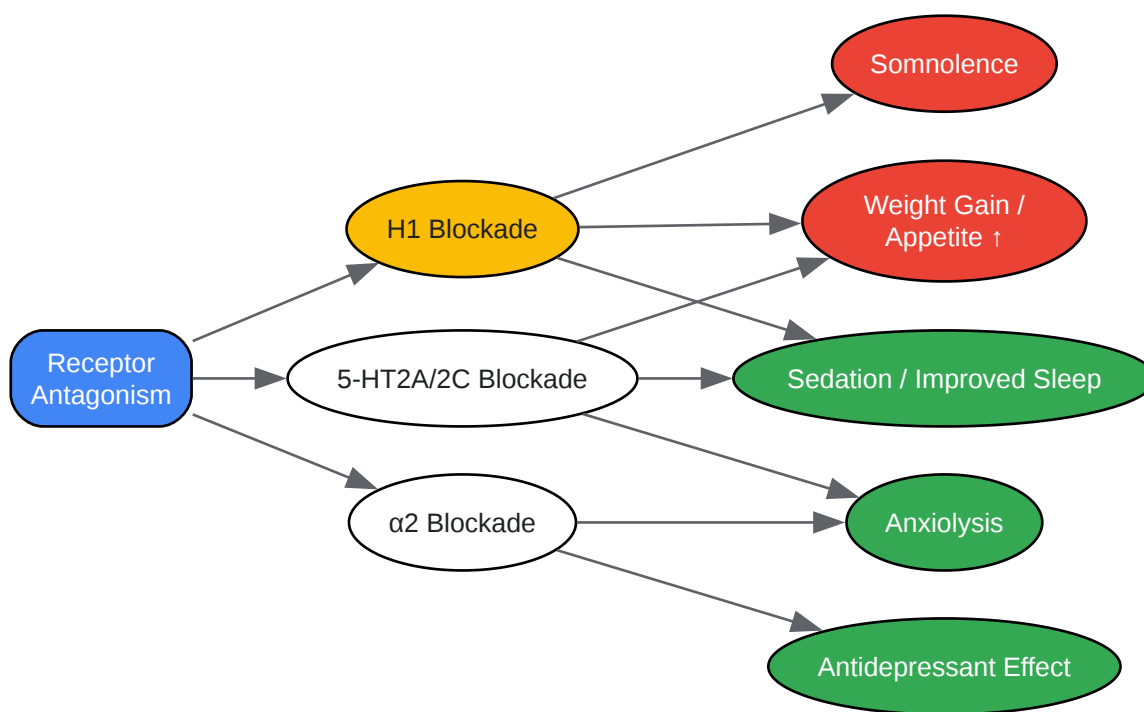 Somnolence
Weight Gain /
Appetite ↑
H1 Blockade
Receptor
Antagonism
5-HT2A/2C Blockade
Sedation / Improved Sleep
α2 Blockade
Anxiolysis
Antidepressant Effect